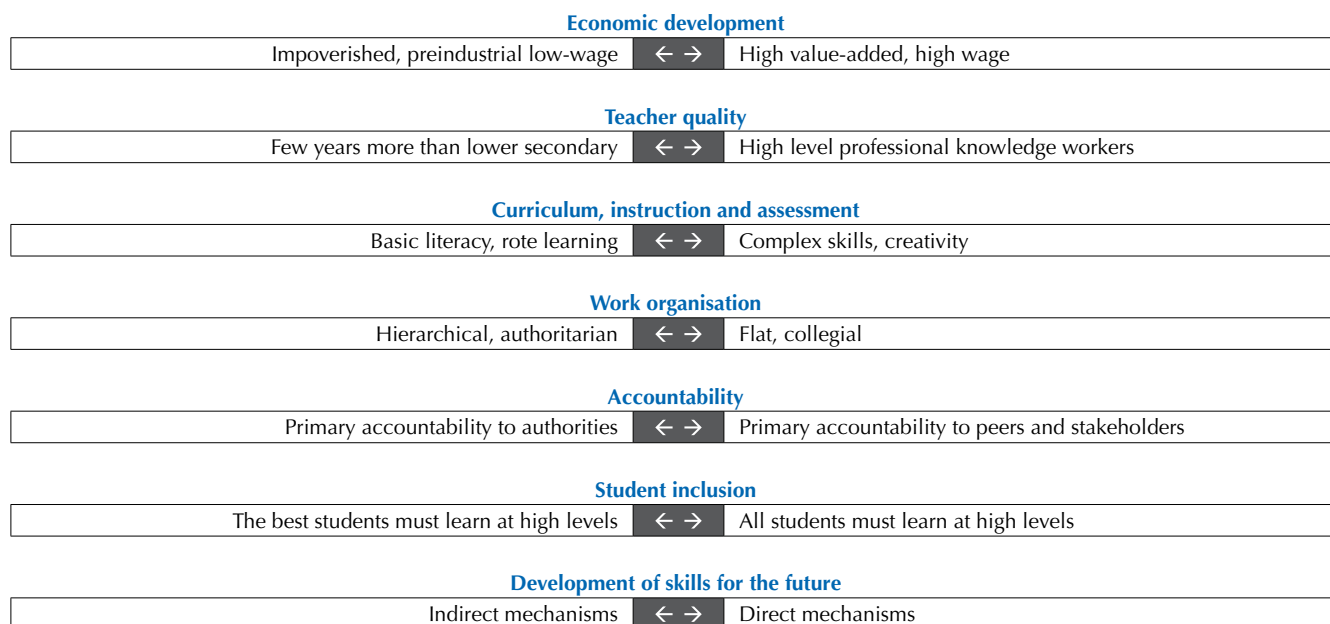 Economic development
Impoverished, preindustrial low-wage ← → High value-added, high wage
Teacher quality
Few years more than lower secondary ← → High level professional knowledge workers
Curriculum, instruction and assessment
Basic literacy, rote learning ← → Complex skills, creativity
Work organisation
Hierarchical, authoritarian ← → Flat, collegial
Accountability
Primary accountability to authorities ← → Primary accountability to peers and stakeholders
Student inclusion
The best students must learn at high levels ← → All students must learn at high levels
Development of skills for the future
Indirect mechanisms ← → Direct mechanisms